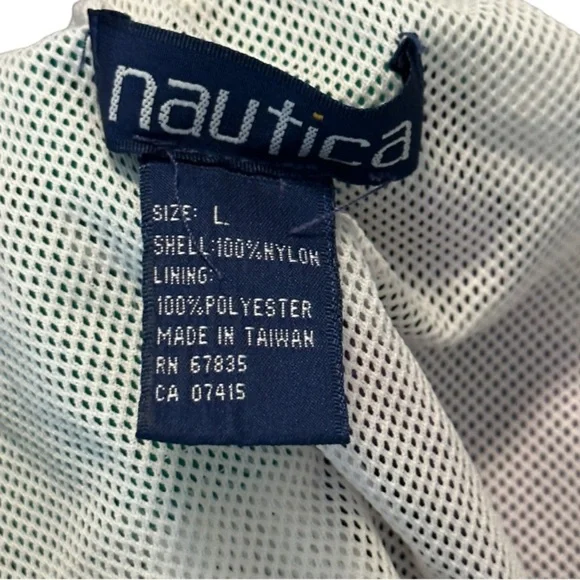 nautica
SIZE: L
SHELL:100%NYLON
LINING:
100%POLYESTER
MADE IN TAIWAN
RN 67835
CA 07415